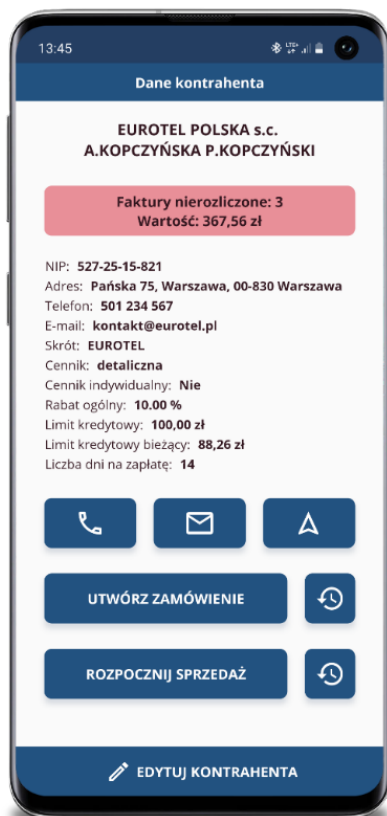 13:45
LTE+
Dane kontrahenta
EUROTEL POLSKA s.c.
A.KOPCZYŃSKA P.KOPCZYŃSKI
Faktury nierozliczone: 3
Wartość: 367,56 zł
NIP: 527-25-15-821
Adres: Pańska 75, Warszawa, 00-830 Warszawa
Telefon: 501 234 567
E-mail: kontakt@eurotel.pl
Skrót: EUROTEL
Cennik: detaliczna
Cennik indywidualny: Nie
Rabat ogólny: 10.00 %
Limit kredytowy: 100,00 zł
Limit kredytowy bieżący: 88,26 zł
Liczba dni na zapłatę: 14
UTWÓRZ ZAMÓWIENIE
ROZPOCZNIJ SPRZEDAŻ
EDYTUJ KONTRAHENTA